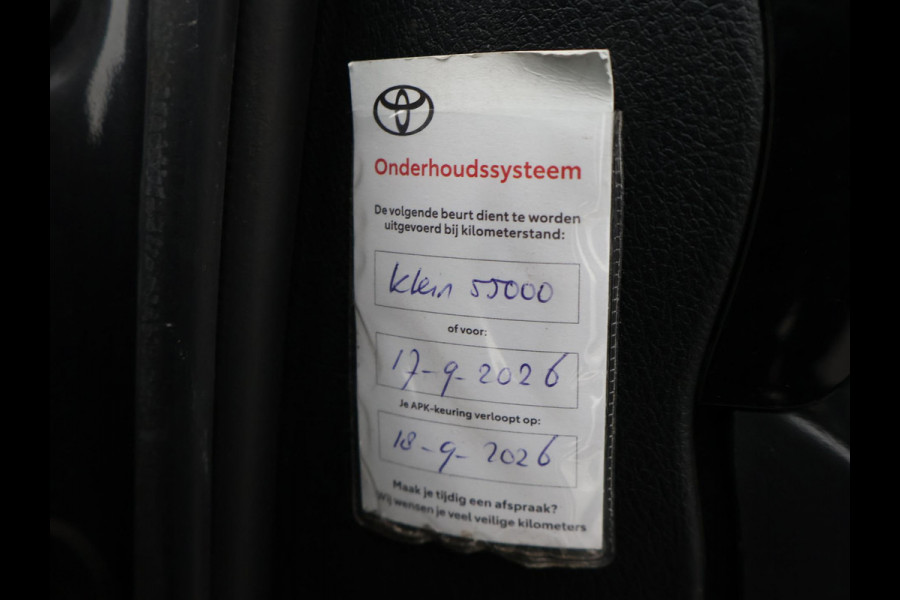 Onderhoudssysteem
De volgende beurt dient te worden
uitgevoerd bij kilometerstand:
Klein 55000
of voor:
17-9-2026
Je APK-keuring verloopt op:
18-9-2026
Maak je tijdig een afspraak?
Wij wensen je veel veilige kilometers